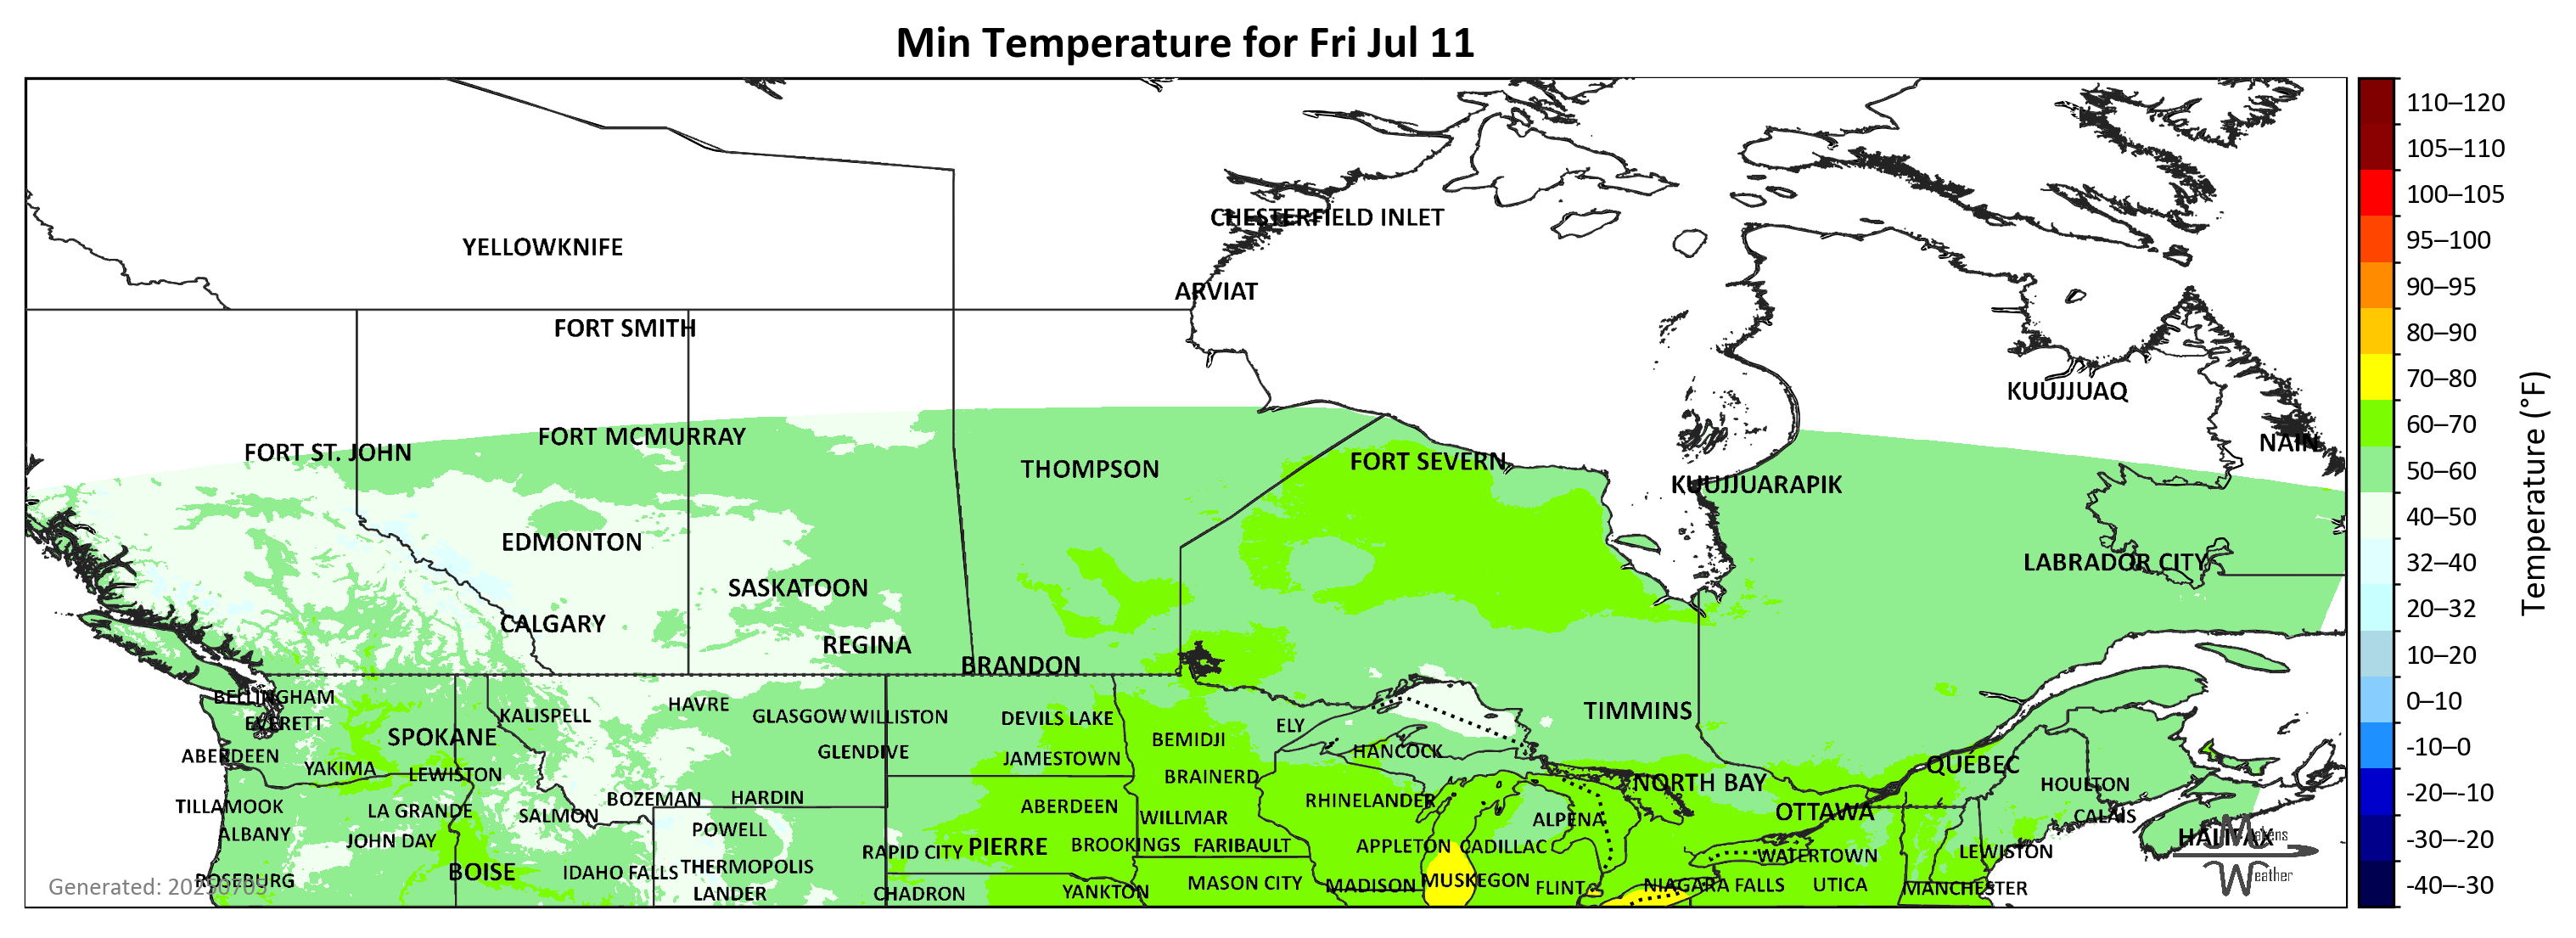 Min Temperature for Fri Jul 11
110–120
105–110
100–105
95–100
90–95
80–90
70–80
60–70
50–60
40–50
32–40
20–32
10–20
0–10
-10–0
-20–-10
-30–-20
-40–-30
Temperature (°F)
CHESTERFIELD INLET
YELLOWKNIFE
ARVIAT
FORT SMITH
KUUJJUAQ
FORT MCMURRAY
NAIN
FORT ST. JOHN
FORT SEVERN
THOMPSON
KUUJJUARAPIK
EDMONTON
LABRADOR CITY
SASKATOON
CALGARY
REGINA
BRANDON
BELLINGHAM
HAVRE
TIMMINS
KALISPELL
GLASGOW
WILLISTON
DEVILS LAKE
EVERETT
ELY
SPOKANE
BEMIDJI
GLENDIVE
HANCOCK
ABERDEEN
JAMESTOWN
QUÉBEC
YAKIMA
LEWISTON
BRAINERD
NORTH BAY
HOULTON
BOZEMAN
HARDIN
RHINELANDER
TILLAMOOK
LA GRANDE
ABERDEEN
SALMON
WILLMAR
OTTAWA
CALAIS
ALPENA
ALBANY
POWELL
JOHN DAY
HALIFAX
RAPID CITY
PIERRE
BROOKINGS
FARIBAULT
APPLETON
CADILLAC
LEWISTON
WATERTOWN
BOISE
IDAHO FALLS
THERMOPOLIS
ROSEBURG
MASON CITY
MADISON
MUSKEGON
FLINT
NIAGARA FALLS
UTICA
MANCHESTER
LANDER
CHADRON
YANKTON
Weather